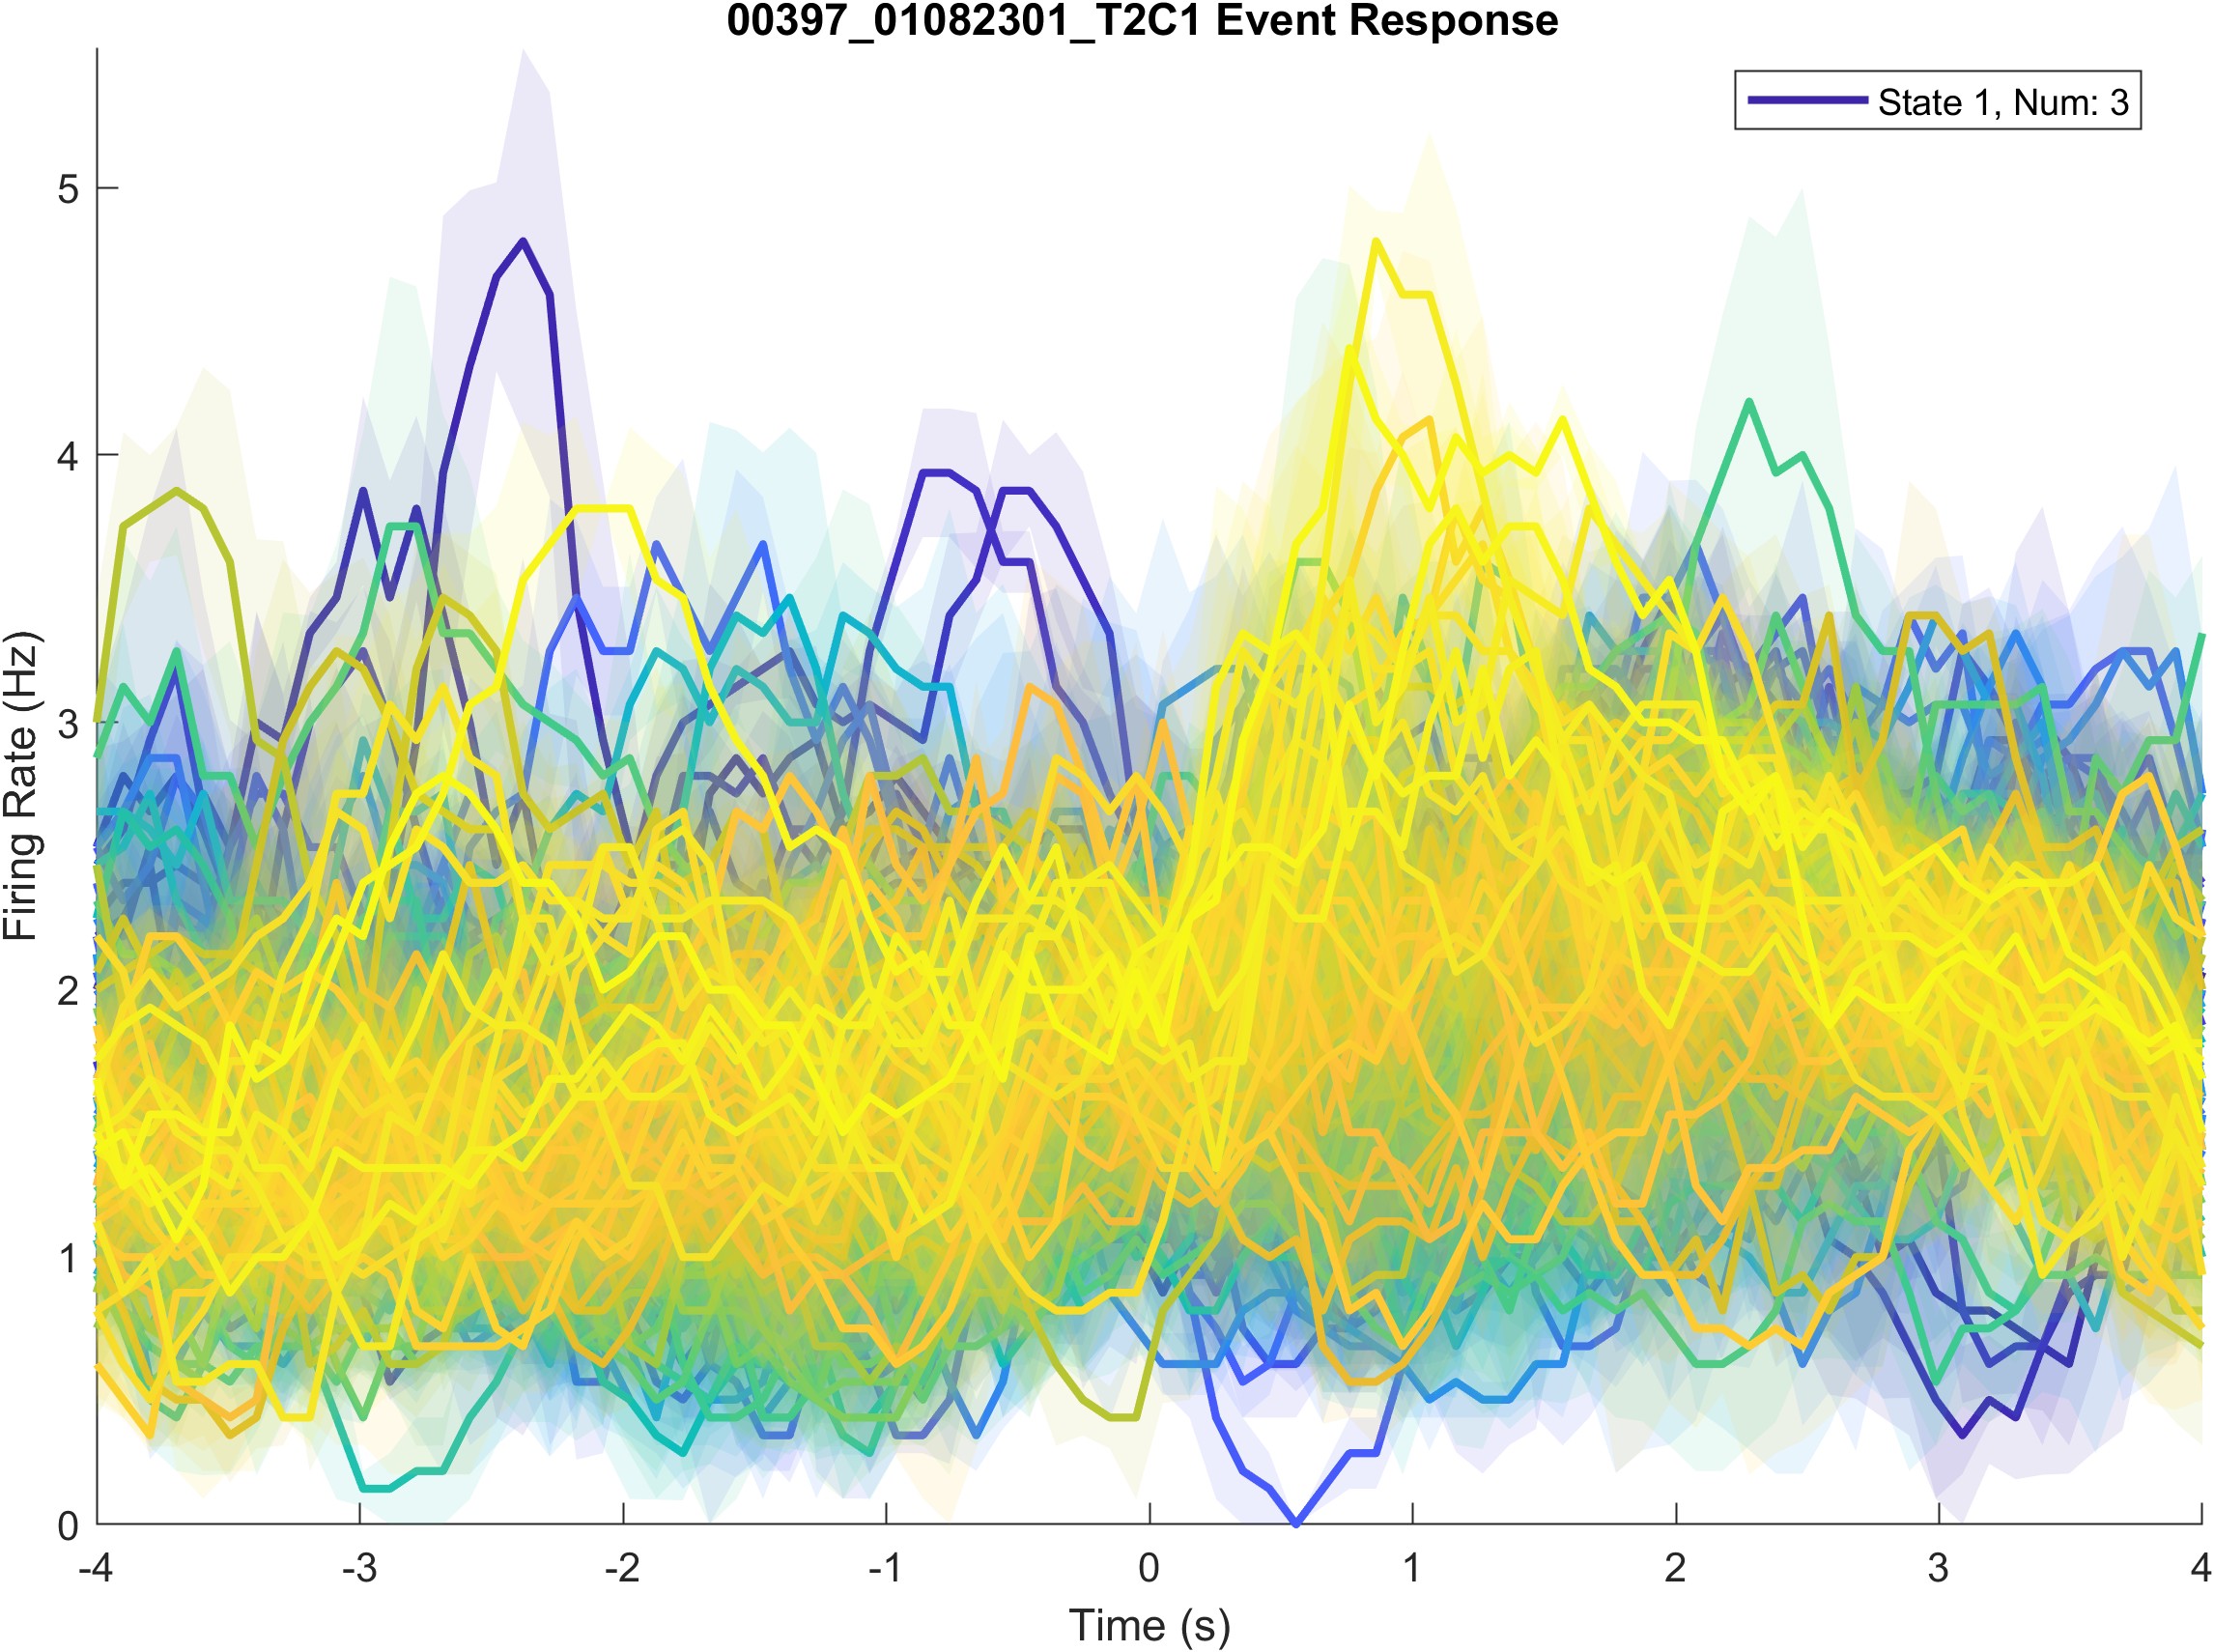 00397_01082301_T2C1 Event Response
State 1, Num: 3
Firing Rate (Hz)
5
4
3
2
1
0
-4 -3 -2 -1 0 1 2 3 4
Time (s)